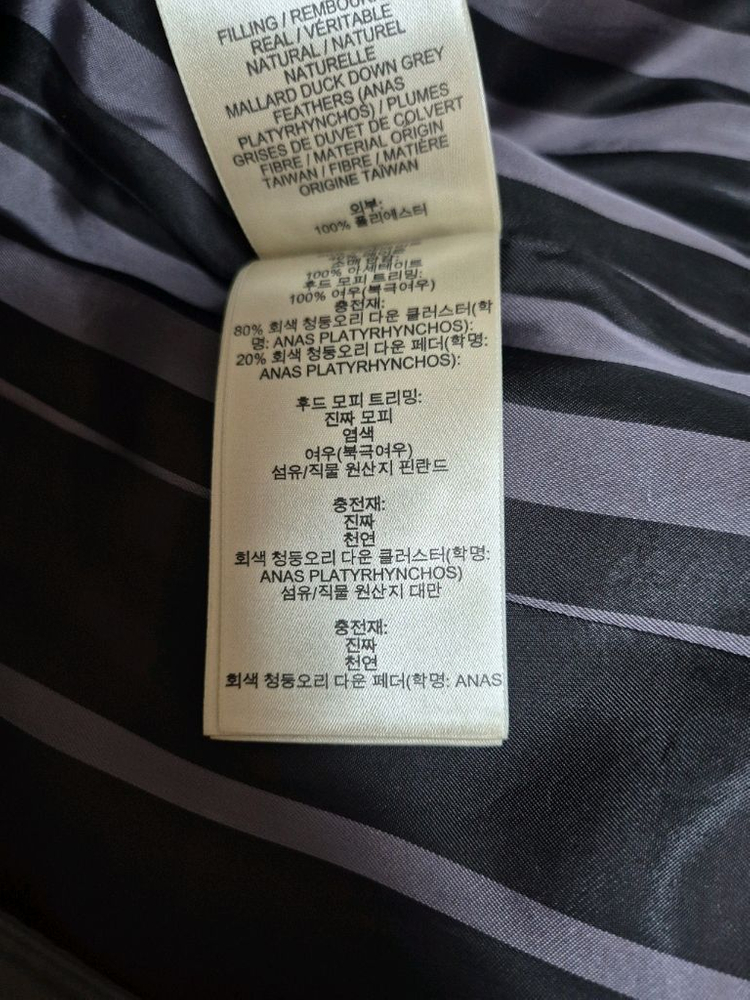 FILLING / REMBOUR
REAL / VÉRITABLE
NATURAL / NATUREL
NATURELLE
MALLARD DUCK DOWN GREY
FEATHERS (ANAS
PLATYRHYNCHOS) / PLUMES
GRISES DE DUVET DE COLVERT
FIBRE / MATERIAL ORIGIN
TAIWAN / FIBRE / MATIÈRE
ORIGINE TAIWAN
외부:
100% 폴리에스터
100% 아세테이트
후드 모피 트리밍:
100% 여우(북극여우)
충전재:
80% 회색 청둥오리 다운 클러스터(학
명: ANAS PLATYRHYNCHOS):
20% 회색 청둥오리 다운 페더(학명:
ANAS PLATYRHYNCHOS):
후드 모피 트리밍:
진짜 모피
염색
여우(북극여우)
섬유/직물 원산지 핀란드
충전재:
진짜
천연
회색 청둥오리 다운 클러스터(학명:
ANAS PLATYRHYNCHOS)
섬유/직물 원산지 대만
충전재:
진짜
천연
회색 청둥오리 다운 페더(학명: ANAS